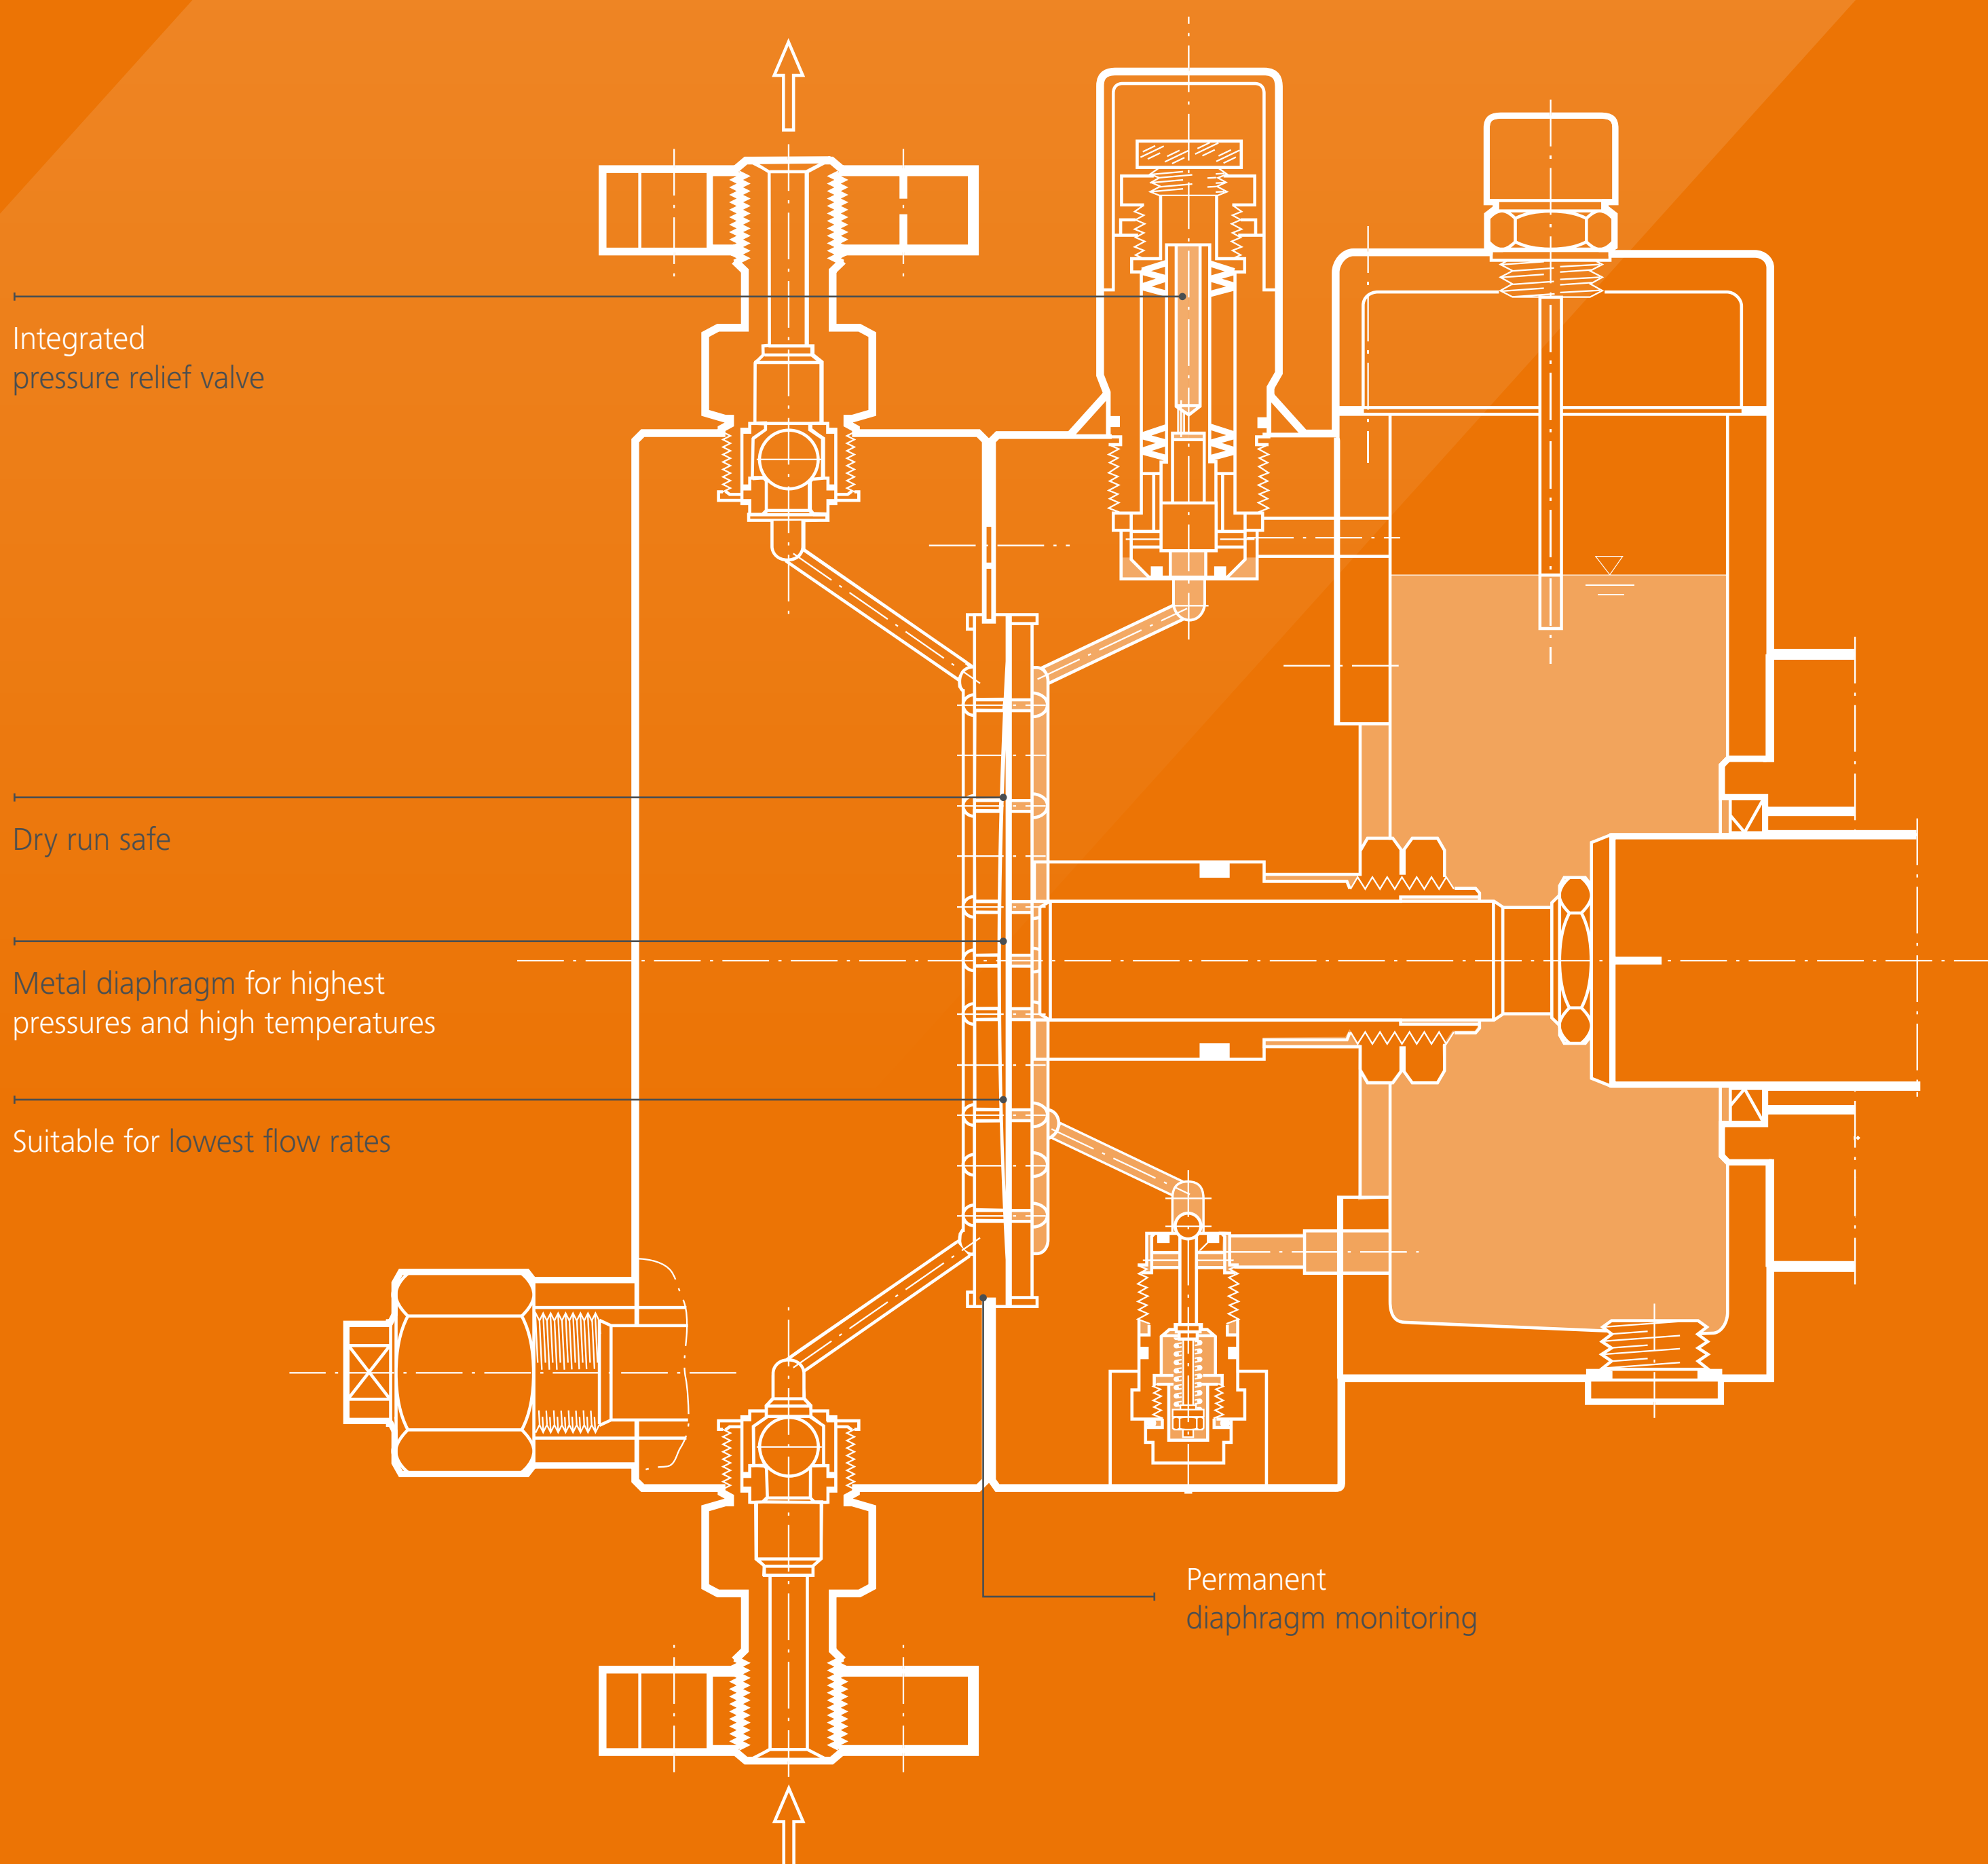 Integrated
pressure relief valve
Dry run safe
Metal diaphragm for highest
pressures and high temperatures
Suitable for lowest flow rates
Permanent
diaphragm monitoring